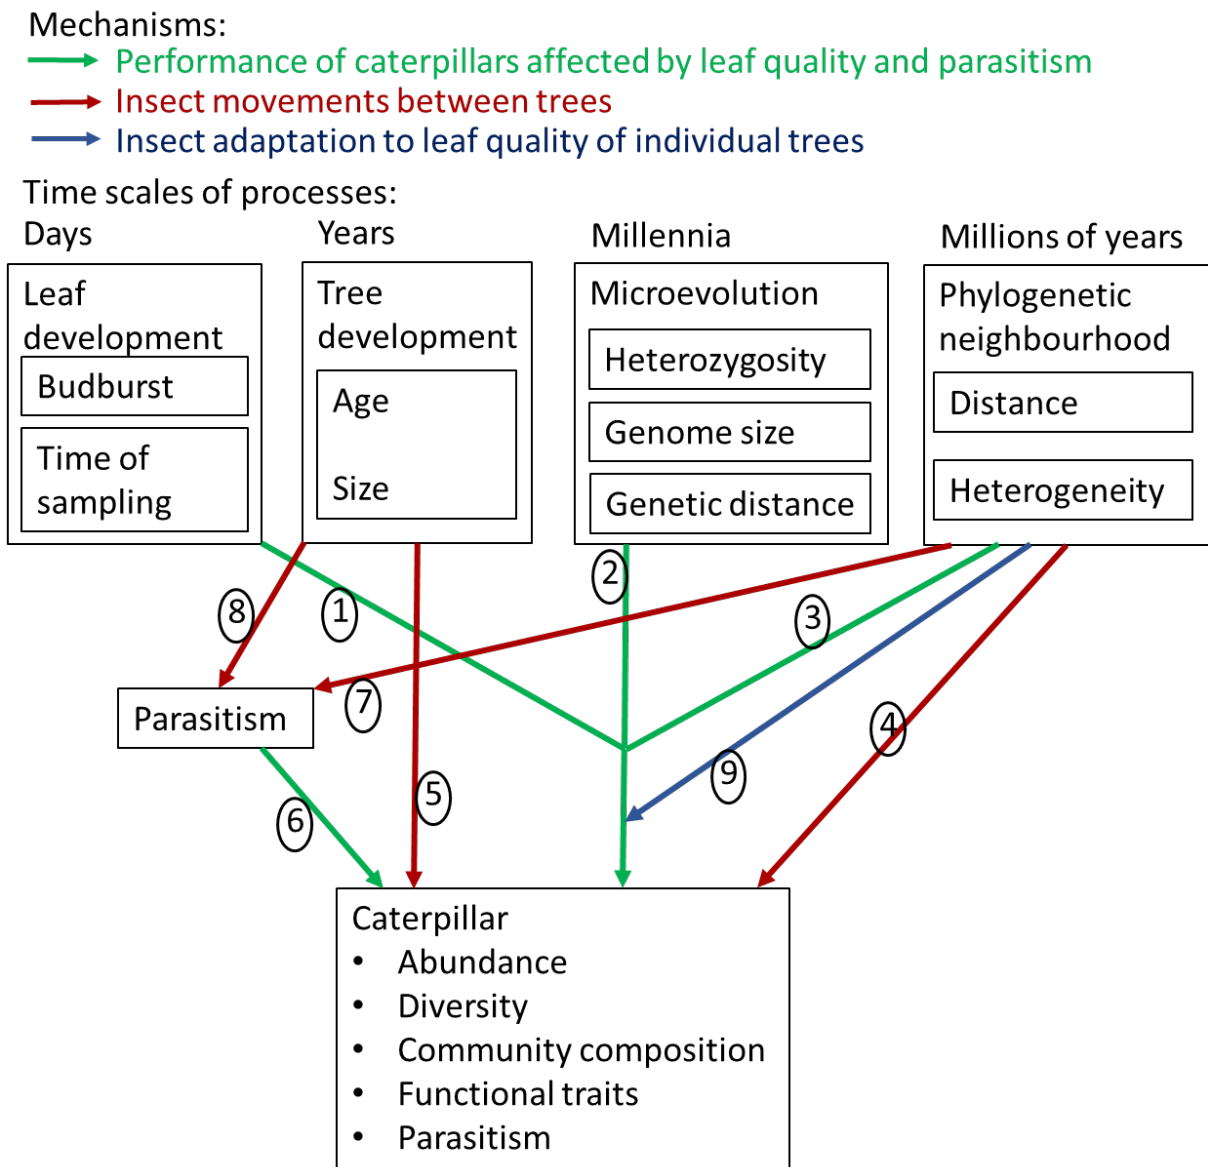 Mechanisms:
Performance of caterpillars affected by leaf quality and parasitism
Insect movements between trees
Insect adaptation to leaf quality of individual trees
Time scales of processes:
Days
Years
Millennia
Millions of years
Leaf
development
Budburst
Time of
sampling
Tree
development
Age
Size
Microevolution
Heterozygosity
Genome size
Genetic distance
Phylogenetic
neighbourhood
Distance
Heterogeneity
8
1
2
3
7
4
9
5
6
Parasitism
Caterpillar
• Abundance
• Diversity
• Community composition
• Functional traits
• Parasitism